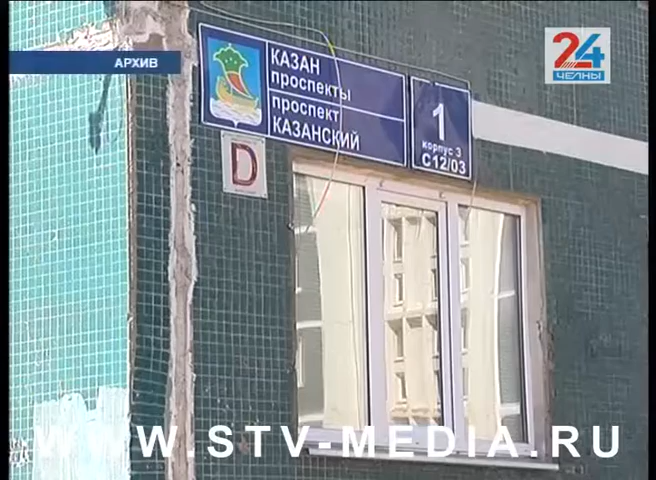 АРХИВ
24
ЧЕЛНЫ
КАЗАН
проспекты
проспект
КАЗАНСКИЙ
1
корпус 3
С12/03
D
WWW.STV-MEDIA.RU